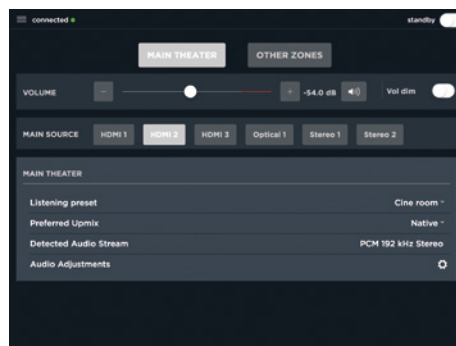 connected
standby
MAIN THEATER OTHER ZONES
VOLUME - + -54.0 dB Vol dim
MAIN SOURCE HDMI 1 HDMI 2 HDMI 3 Optical 1 Stereo 1 Stereo 2
MAIN THEATER
Listening preset Cine room
Preferred Upmix Native
Detected Audio Stream PCM 192 kHz Stereo
Audio Adjustments